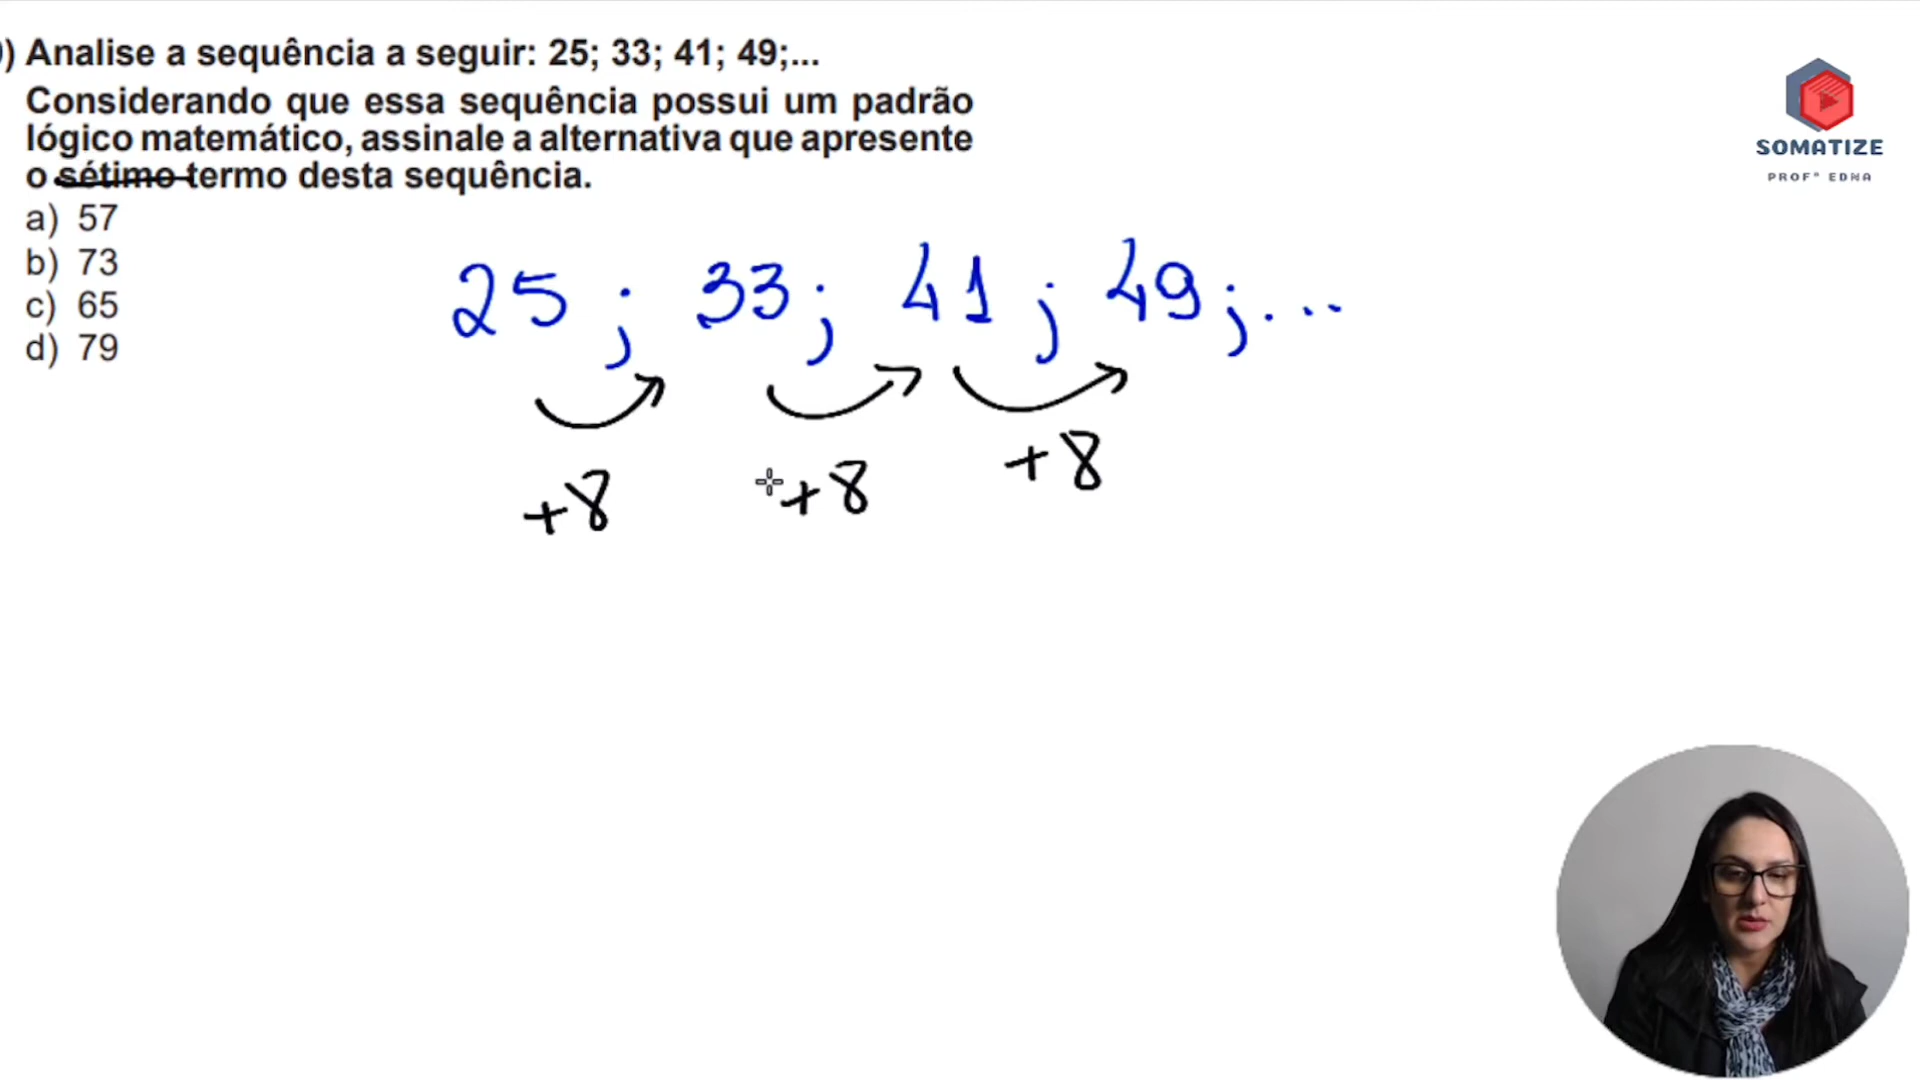 ) Analise a sequência a seguir: 25; 33; 41; 49;...
Considerando que essa sequência possui um padrão
lógico matemático, assinale a alternativa que apresente
o sétimo termo desta sequência.
a) 57
b) 73
c) 65
d) 79
25 ; 33 ; 41 ; 49 ; ...
+8 +8 +8
SOMATIZE
PROFª EDNA